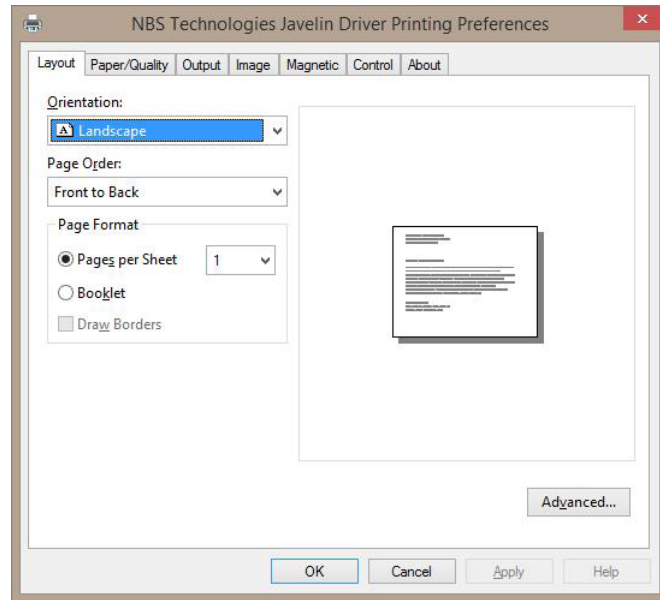 NBS Technologies Javelin Driver Printing Preferences
Layout Paper/Quality Output Image Magnetic Control About
Orientation:
A Landscape
Page Order:
Front to Back
Page Format
Pages per Sheet 1
Booklet
Draw Borders
Advanced...
OK Cancel Apply Help